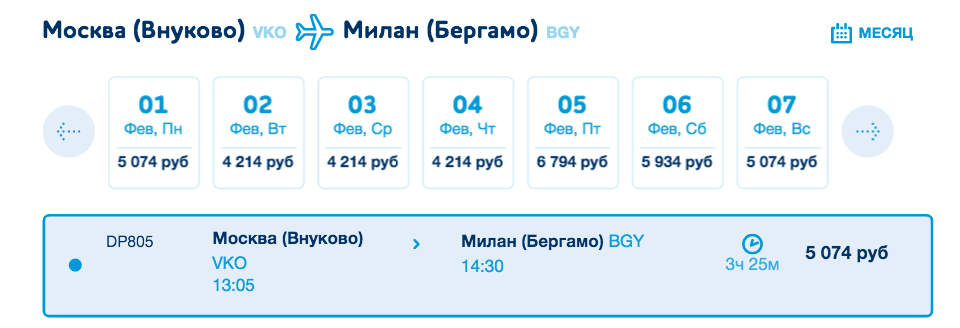 Москва (Внуково) VKO Милан (Бергамо) BGY МЕСЯЦ
01 02 03 04 05 06 07
Фев, Пн Фев, Вт Фев, Ср Фев, Чт Фев, Пт Фев, Сб Фев, Вс
5 074 руб 4 214 руб 4 214 руб 4 214 руб 6 794 руб 5 934 руб 5 074 руб
DP805 Москва (Внуково) Милан (Бергамо) BGY 5 074 руб
VKO 14:30 3ч 25м
13:05